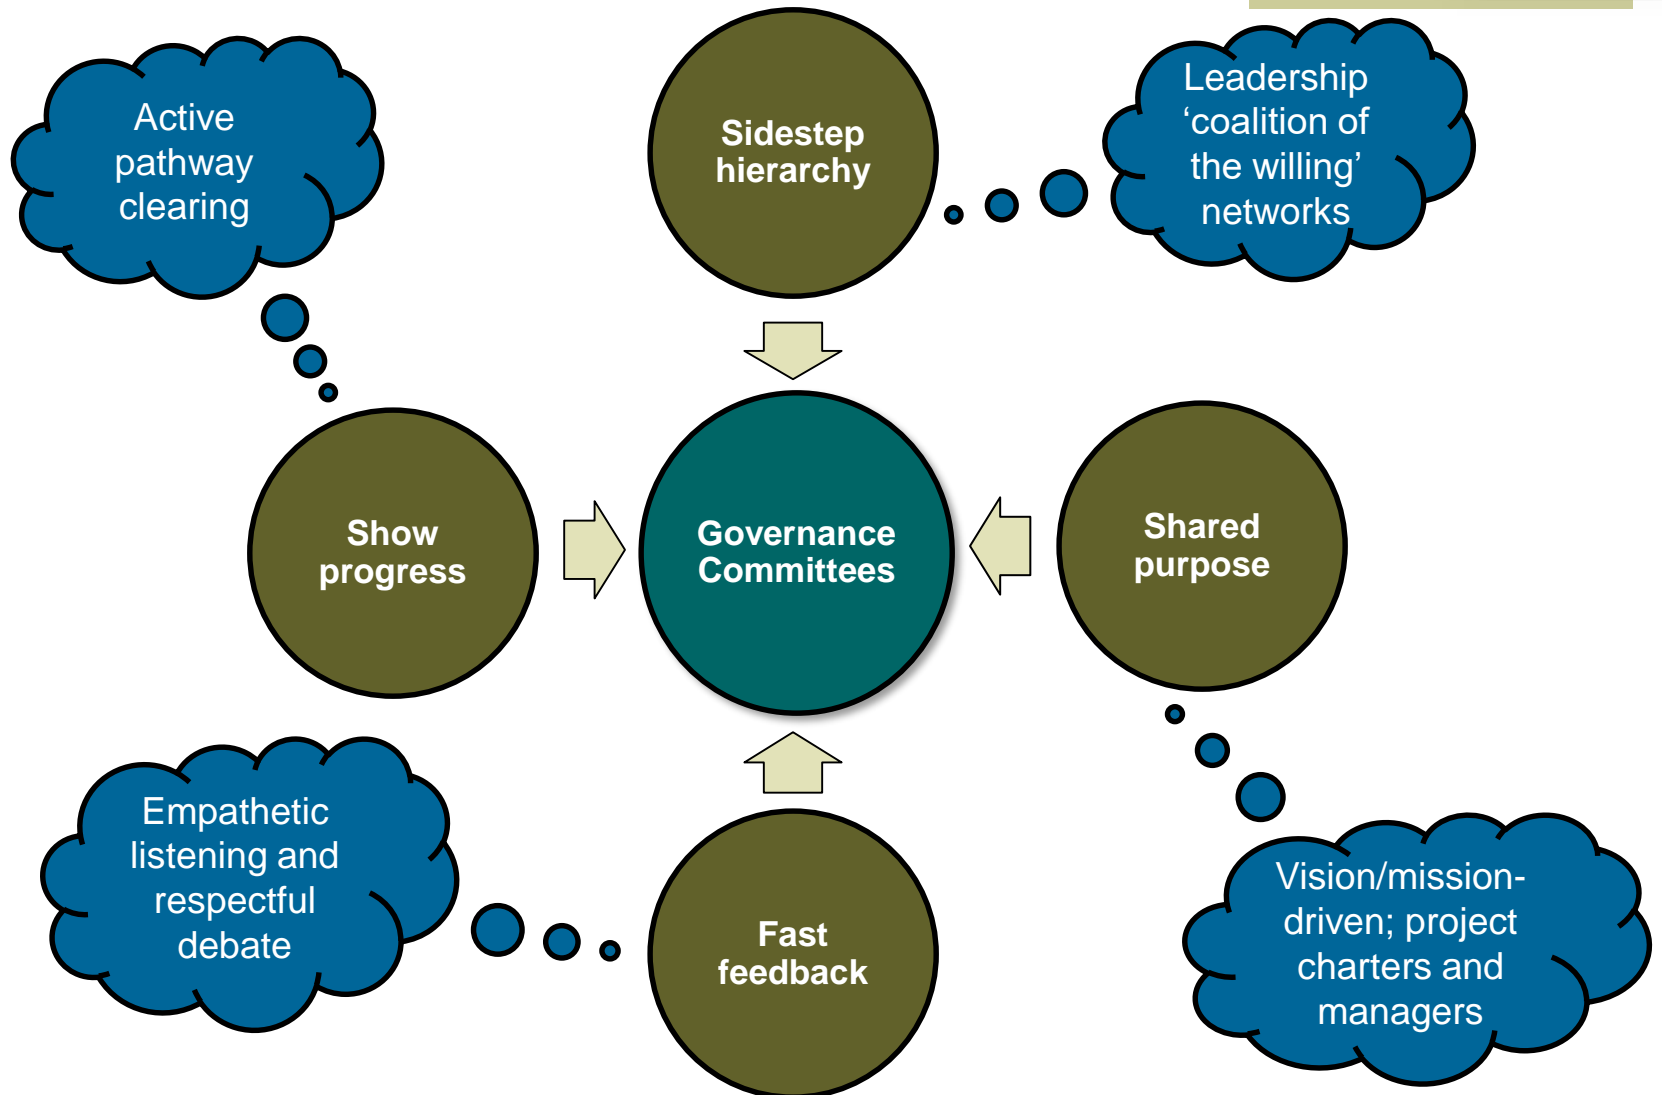 Active
pathway
clearing
Sidestep
hierarchy
Leadership
‘coalition of
the willing’
networks
Show
progress
Governance
Committees
Shared
purpose
Empathetic
listening and
respectful
debate
Fast
feedback
Vision/mission-
driven; project
charters and
managers